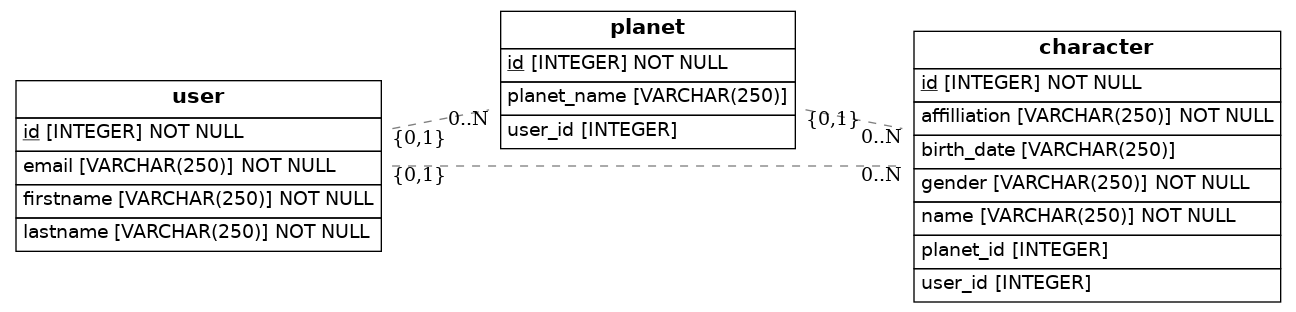 user
id [INTEGER] NOT NULL
email [VARCHAR(250)] NOT NULL
firstname [VARCHAR(250)] NOT NULL
lastname [VARCHAR(250)] NOT NULL
{0,1}
0..N
{0,1}
planet
id [INTEGER] NOT NULL
planet_name [VARCHAR(250)]
user_id [INTEGER]
{0,1}
0..N
0..N
character
id [INTEGER] NOT NULL
affilliation [VARCHAR(250)] NOT NULL
birth_date [VARCHAR(250)]
gender [VARCHAR(250)] NOT NULL
name [VARCHAR(250)] NOT NULL
planet_id [INTEGER]
user_id [INTEGER]